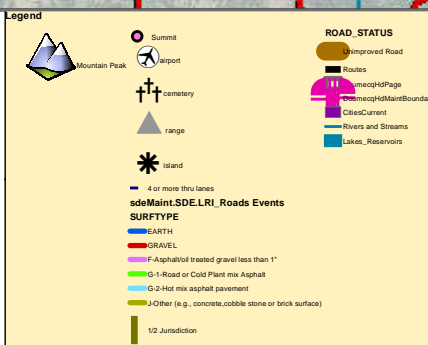 Legend
Mountain Peak
Summit
airport
cemetery
range
island
4 or more thru lanes
sdeMaint.SDE.LRI_Roads Events
SURFTYPE
EARTH
GRAVEL
F-Asphalt/oil treated gravel less than 1"
G-1-Road or Cold Plant mix Asphalt
G-2-Hot mix asphalt pavement
J-Other (e.g., concrete,cobble stone or brick surface)
1/2 Jurisdiction
ROAD_STATUS
Unimproved Road
Routes
DosmecqHdMaintBounda
CitiesCurrent
Rivers and Streams
Lakes_Reservoirs